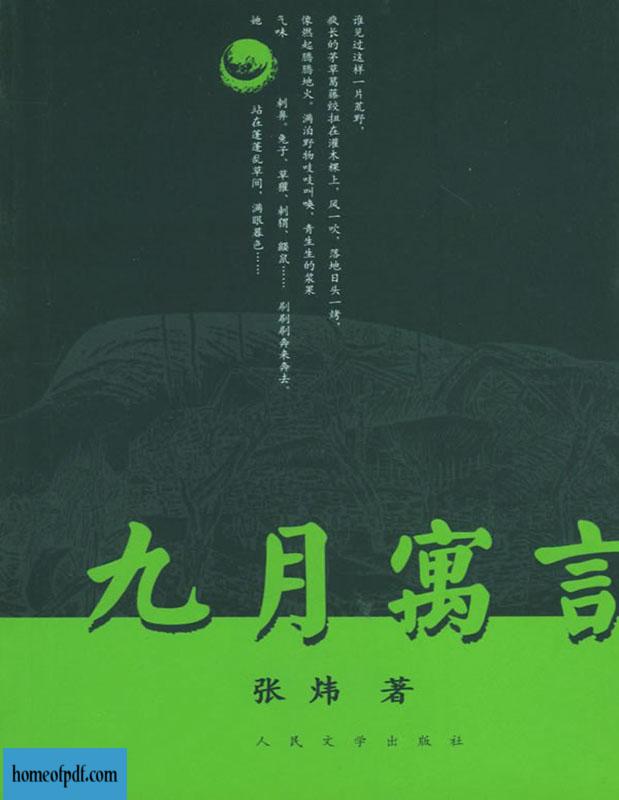 谁见过这样一片荒野，
疯长的茅草葛藤绞扭在灌木棵上，风一吹，落地日头一烤，
像燃起腾腾地火。满泊野物吱吱叫唤，青生生的浆果
气味 刺鼻。兔子、草獾、刺猬、鼹鼠…… 刷刷刷奔来奔去。
她 站在蓬蓬乱草间，满眼暮色……
九月寓言
张炜 著
人民文学出版社
homeofpdf.com